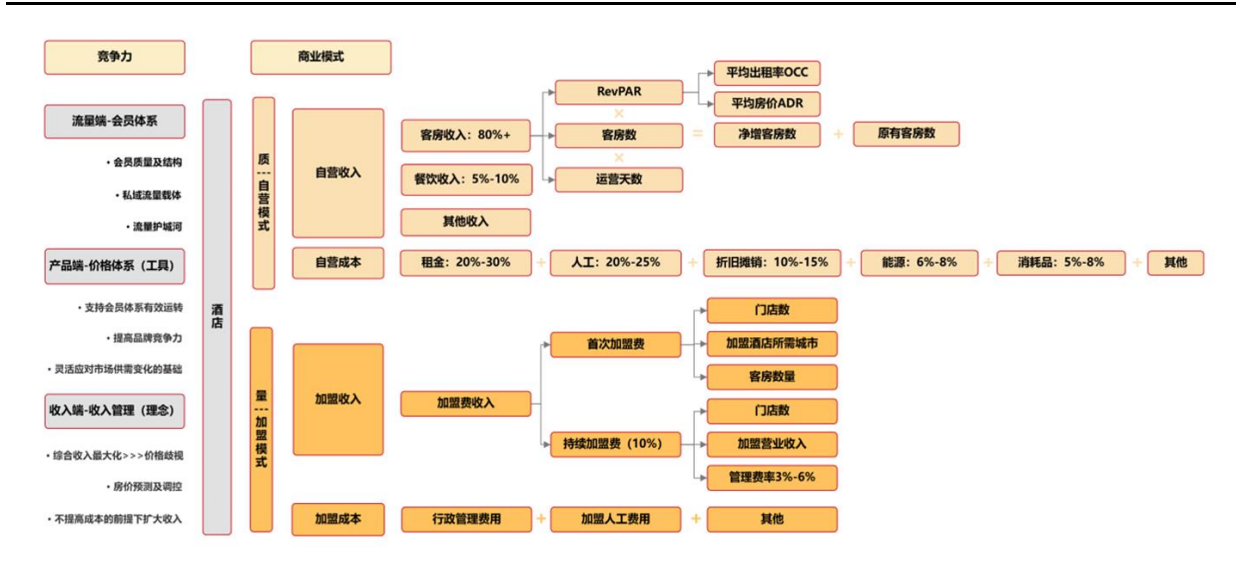 竞争力
商业模式
流量端-会员体系
・会员质量及结构
・私域流量载体
・流量护城河
产品端-价格体系（工具）
・支持会员体系有效运转
・提高品牌竞争力
・灵活应对市场供需变化的基础
收入端-收入管理（理念）
・综合收入最大化>>>价格歧视
・房价预测及调控
・不提高成本的前提下扩大收入
酒店
质---自营模式
自营收入
客房收入：80%+
RevPAR
平均出租率OCC
平均房价ADR
×
客房数
=
净增客房数
+
原有客房数
×
运营天数
餐饮收入：5%-10%
其他收入
自营成本
租金：20%-30%
+
人工：20%-25%
+
折旧摊销：10%-15%
+
能源：6%-8%
+
消耗品：5%-8%
+
其他
量---加盟模式
加盟收入
加盟费收入
首次加盟费
门店数
加盟酒店所需城市
客房数量
持续加盟费（10%）
门店数
加盟营业收入
管理费率3%-6%
加盟成本
行政管理费用
+
加盟人工费用
+
其他